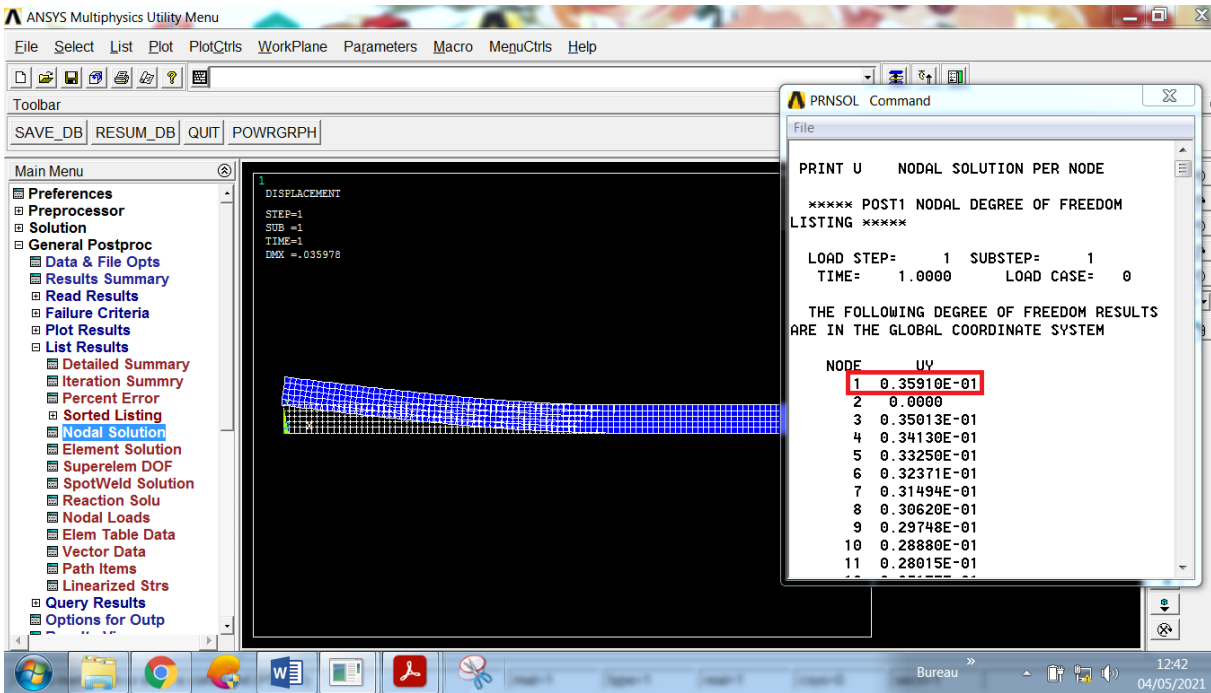 ANSYS Multiphysics Utility Menu
File Select List Plot PlotCtrls WorkPlane Parameters Macro MenuCtrls Help
Toolbar
SAVE_DB RESUM_DB QUIT POWRGRPH
Main Menu
Preferences
Preprocessor
Solution
General Postproc
Data & File Opts
Results Summary
Read Results
Failure Criteria
Plot Results
List Results
Detailed Summary
Iteration Summry
Percent Error
Sorted Listing
Nodal Solution
Element Solution
Superelem DOF
SpotWeld Solution
Reaction Solu
Nodal Loads
Elem Table Data
Vector Data
Path Items
Linearized Strs
Query Results
Options for Outp
1
DISPLACEMENT
STEP=1
SUB =1
TIME=1
DMX =.035978
X
PRNSOL Command
File
PRINT U NODAL SOLUTION PER NODE
***** POST1 NODAL DEGREE OF FREEDOM
LISTING *****
LOAD STEP= 1 SUBSTEP= 1
TIME= 1.0000 LOAD CASE= 0
THE FOLLOWING DEGREE OF FREEDOM RESULTS
ARE IN THE GLOBAL COORDINATE SYSTEM
NODE UY
1 0.35910E-01
2 0.0000
3 0.35013E-01
4 0.34130E-01
5 0.33250E-01
6 0.32371E-01
7 0.31494E-01
8 0.30620E-01
9 0.29748E-01
10 0.28880E-01
11 0.28015E-01
Bureau »
12:42
04/05/2021